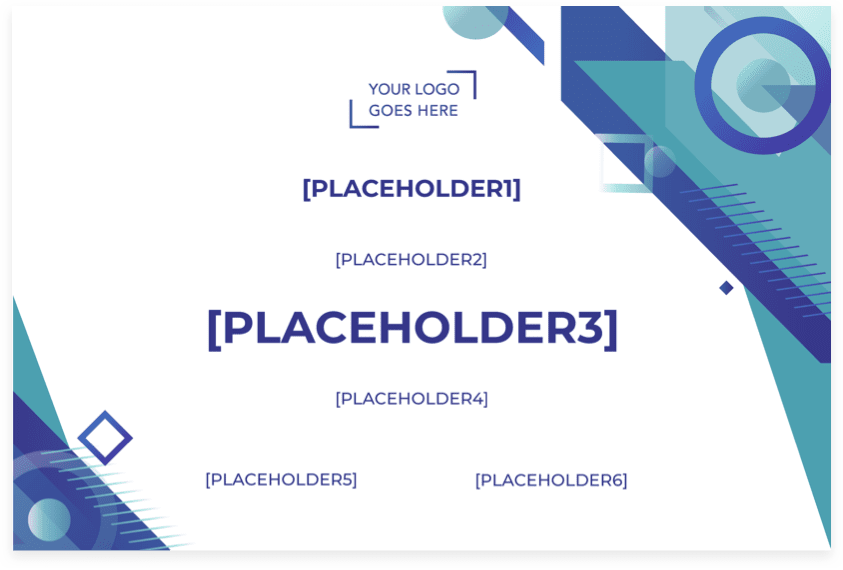 YOUR LOGO
GOES HERE
[PLACEHOLDER1]
[PLACEHOLDER2]
[PLACEHOLDER3]
[PLACEHOLDER4]
[PLACEHOLDER5] [PLACEHOLDER6]